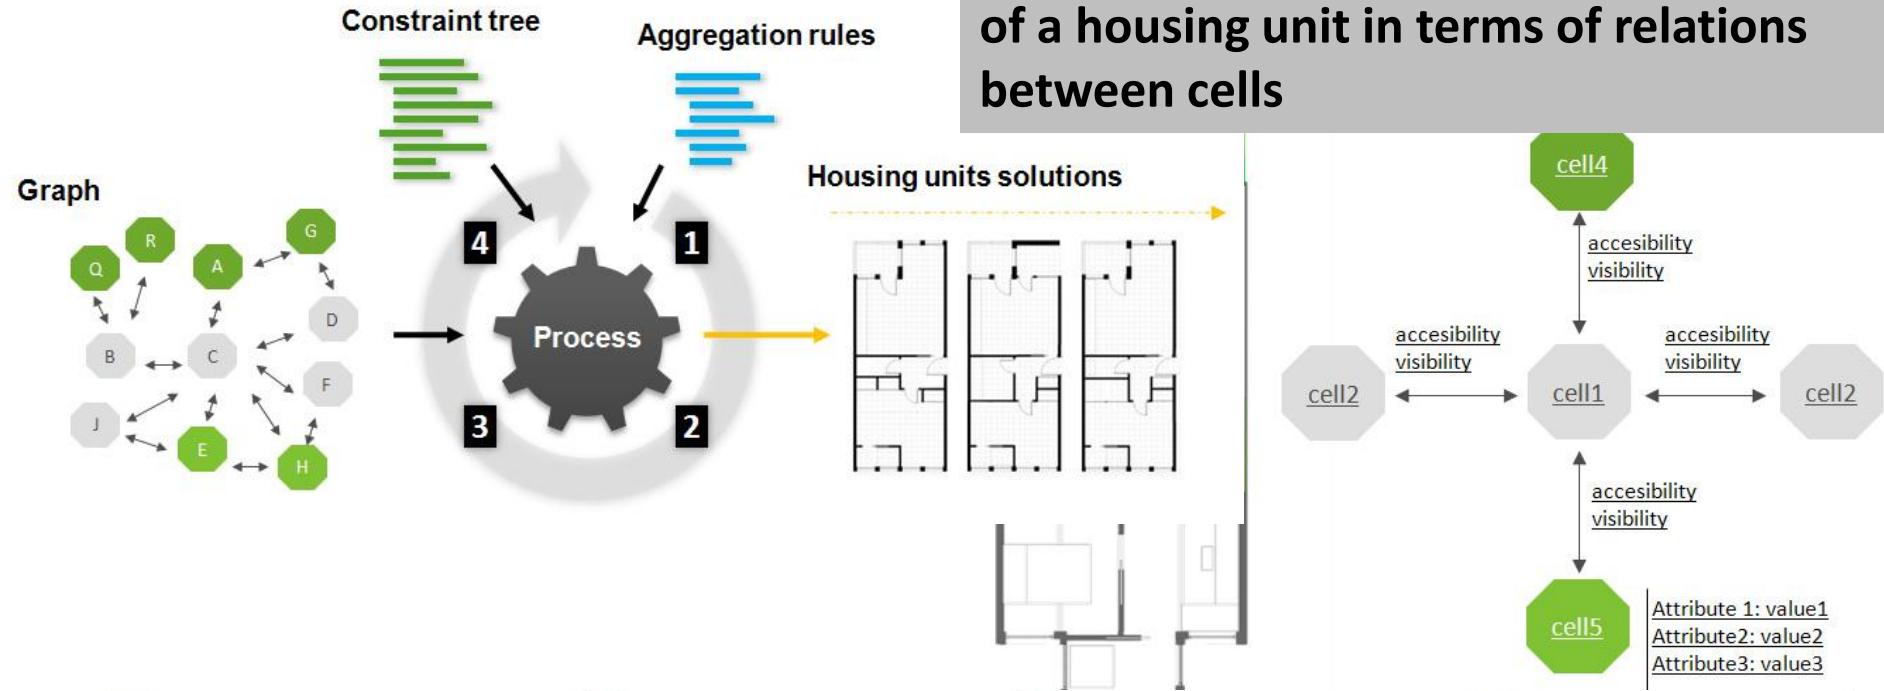 Constraint tree
Aggregation rules
of a housing unit in terms of relations
between cells
Graph
Housing units solutions
R
G
Q
A
D
B
C
F
J
E
H
4
1
3
2
Process
cell4
accesibility
visibility
accesibility
visibility
accesibility
visibility
cell2
cell1
cell2
accesibility
visibility
cell5
Attribute 1: value1
Attribute2: value2
Attribute3: value3